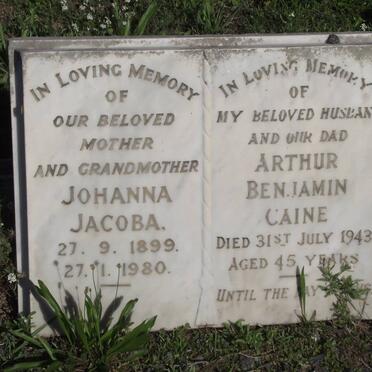 IN LOVING MEMORY
OF
OUR BELOVED
MOTHER
AND GRANDMOTHER
JOHANNA
JACOBA.
27. 9. 1899.
27. 1. 1980.
IN LOVING MEMORY
OF
MY BELOVED HUSBAN
AND OUR DAD
ARTHUR
BENJAMIN
CAINE
DIED 31ST JULY 1943
AGED 45 YEARS
UNTIL THE DAY